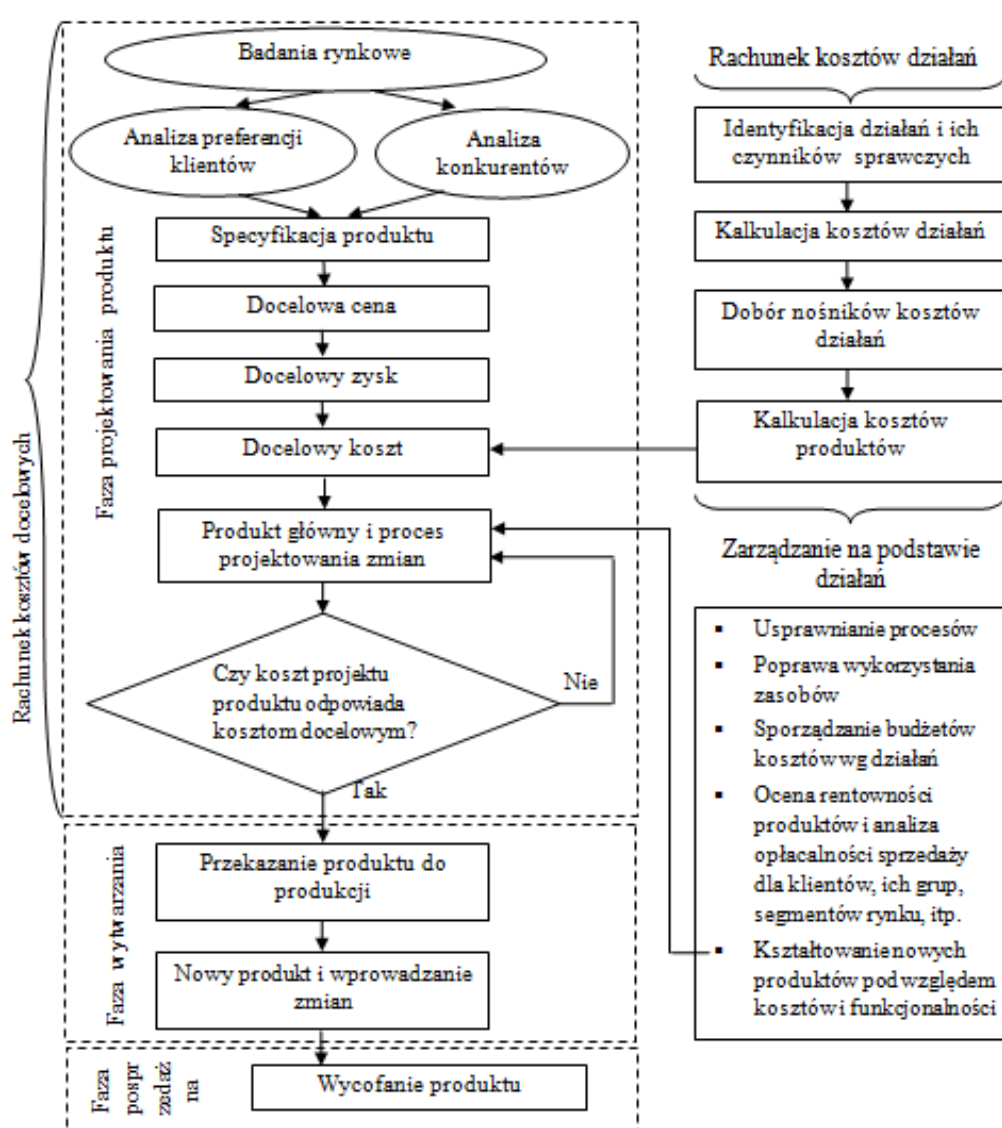 Badania rynkowe
Analiza preferencji
klientów
Analiza
konkurentów
Specyfikacja produktu
Docelowa cena
Docelowy zysk
Docelowy koszt
Produkt główny i proces
projektowania zmian
Czy koszt projektu
produktu odpowiada
kosztom docelowym?
Nie
Tak
Faza projektowania produktu
Rachunek kosztów docelowych
Przekazanie produktu do
produkcji
Nowy produkt i wprowadzanie
zmian
Faza wytwarzania
Wycofanie produktu
Faza
pospr
zedaż
na
Rachunek kosztów działań
Identyfikacja działań i ich
czynników sprawczych
Kalkulacja kosztów działań
Dobór nośników kosztów
działań
Kalkulacja kosztów
produktów
Zarządzanie na podstawie
działań
▪ Usprawnianie procesów
▪ Poprawa wykorzystania
zasobów
▪ Sporządzanie budżetów
kosztów wg działań
▪ Ocena rentowności
produktów i analiza
opłacalności sprzedaży
dla klientów, ich grup,
segmentów rynku, itp.
▪ Kształtowanie nowych
produktów pod względem
kosztów i funkcjonalności